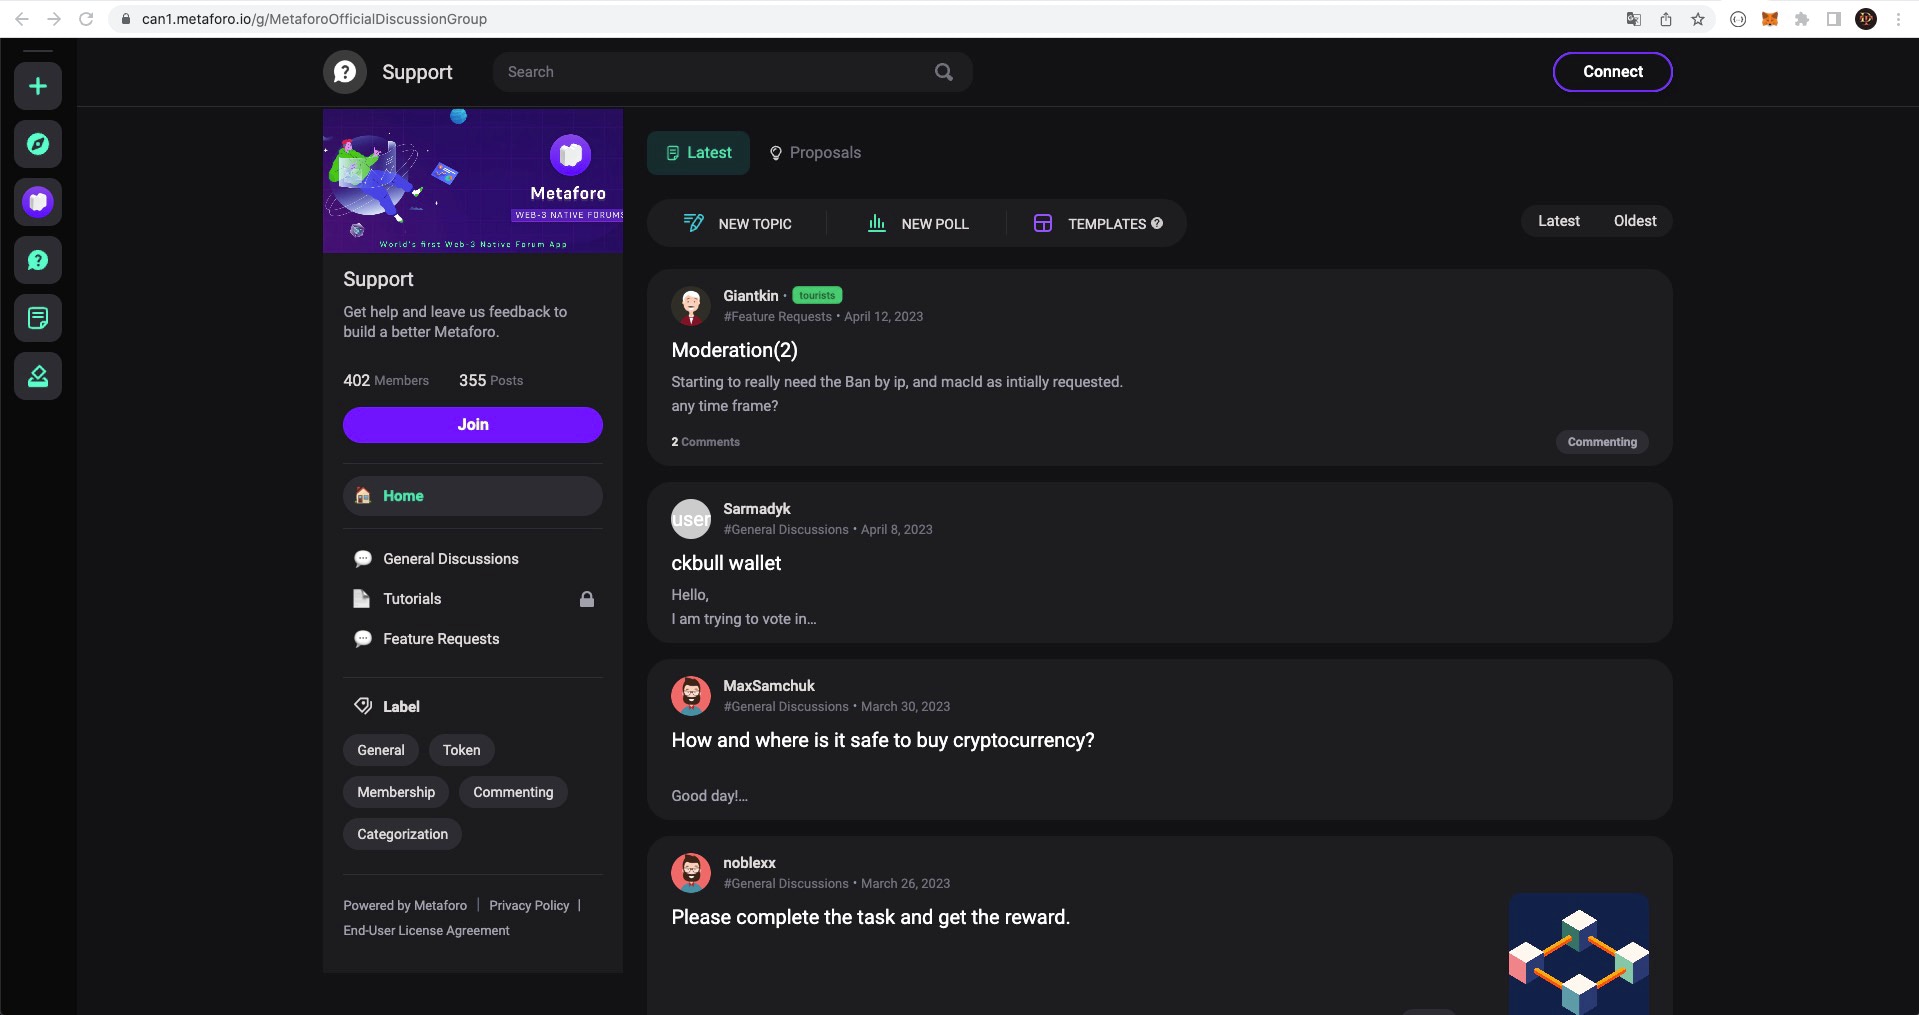 can1.metaforo.io/g/MetaforoOfficialDiscussionGroup
Support
Search
Connect
Metaforo
WEB-3 NATIVE FORUMS
World's first Web-3 Native Forum App
Support
Get help and leave us feedback to
build a better Metaforo.
402 Members 355 Posts
Join
Home
General Discussions
Tutorials
Feature Requests
Label
General Token
Membership Commenting
Categorization
Powered by Metaforo | Privacy Policy |
End-User License Agreement
Latest Proposals
NEW TOPIC NEW POLL TEMPLATES
Latest Oldest
Giantkin · tourists
#Feature Requests • April 12, 2023
Moderation(2)
Starting to really need the Ban by ip, and macId as intially requested.
any time frame?
2 Comments
Commenting
user
Sarmadyk
#General Discussions • April 8, 2023
ckbull wallet
Hello,
I am trying to vote in...
MaxSamchuk
#General Discussions • March 30, 2023
How and where is it safe to buy cryptocurrency?
Good day!...
noblexx
#General Discussions • March 26, 2023
Please complete the task and get the reward.